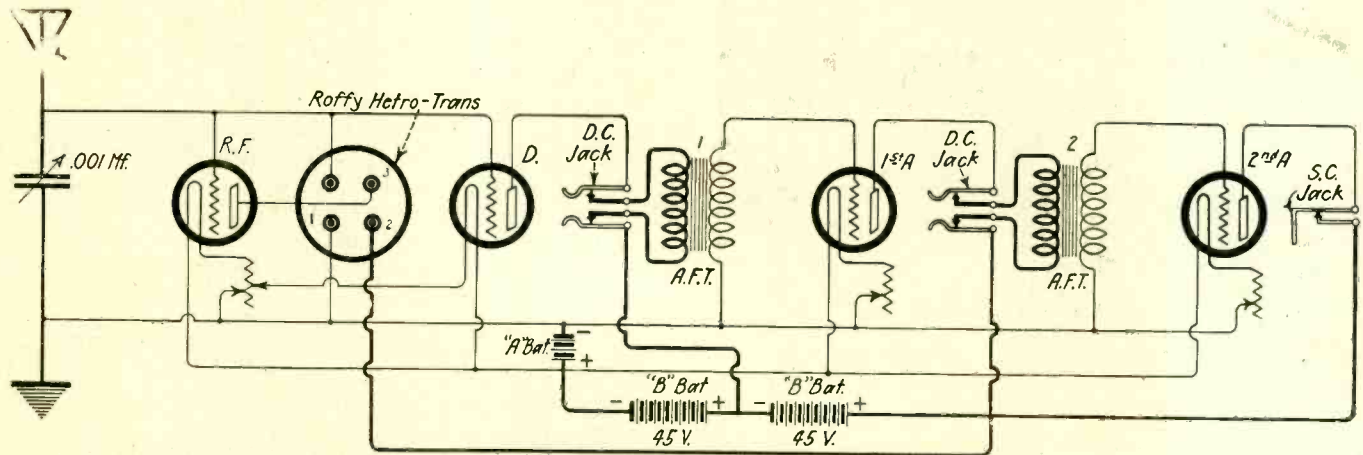 Roffy Hetro-Trans
R.F.
.001 Mf.
3
1
2
D.
D.C.
Jack
1
A.F.T.
1st A
D.C.
Jack
2
A.F.T.
2nd A
S.C.
Jack
"A" Bat.
-
+
"B" Bat
- +
45 V.
"B" Bat.
- +
45 V.